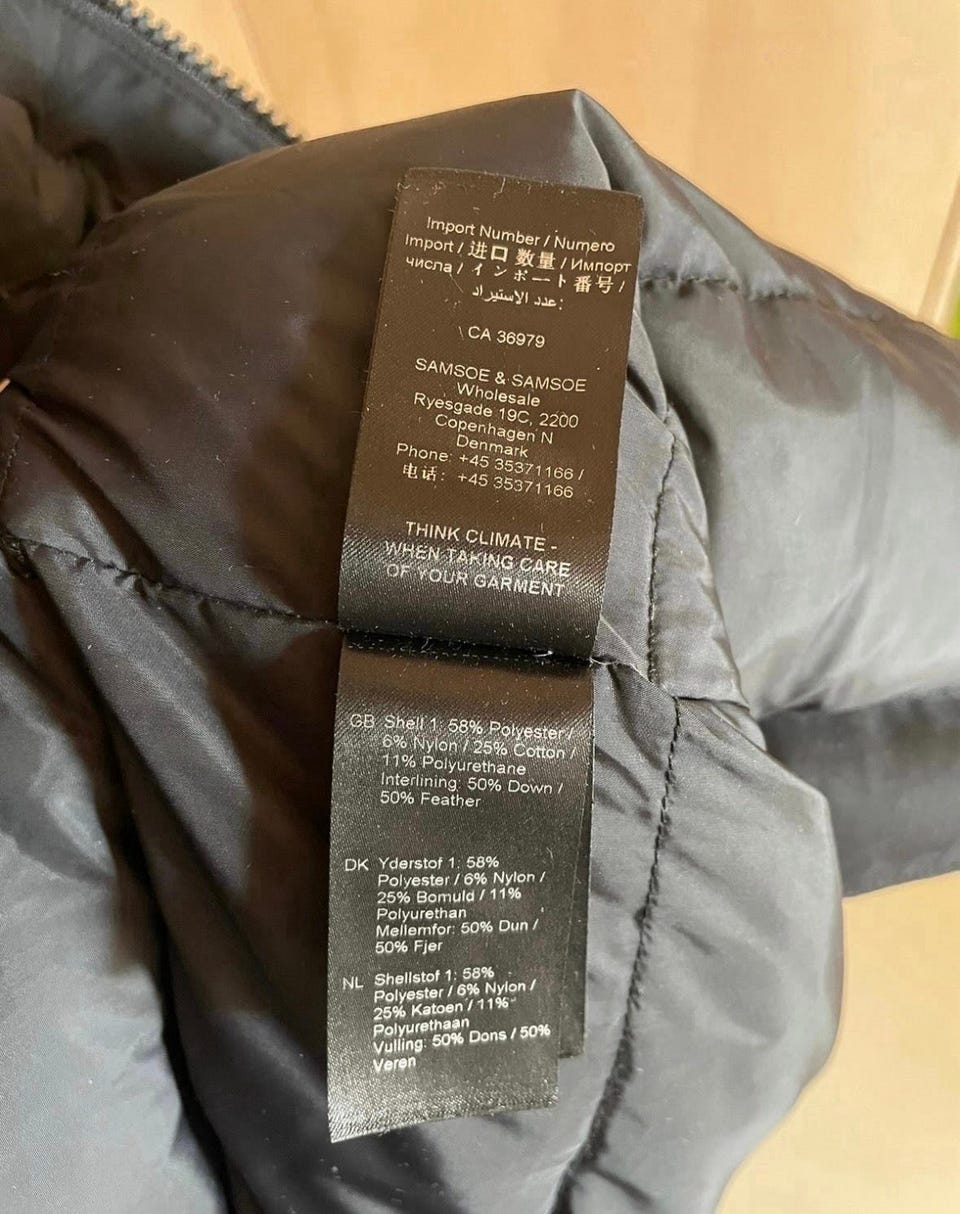 Import Number / Numero
Import / 进口 数量 / Импорт
числа / インポート番号 /
عدد الاستيراد:
CA 36979
SAMSOE & SAMSOE
Wholesale
Ryesgade 19C, 2200
Copenhagen N
Denmark
Phone: +45 35371166 /
电话: +45 35371166
THINK CLIMATE -
WHEN TAKING CARE
OF YOUR GARMENT
GB Shell 1: 58% Polyester /
6% Nylon / 25% Cotton /
11% Polyurethane
Interlining: 50% Down /
50% Feather
DK Yderstof 1: 58%
Polyester / 6% Nylon /
25% Bomuld / 11%
Polyurethan
Mellemfor: 50% Dun /
50% Fjer
NL Shellstof 1: 58%
Polyester / 6% Nylon /
25% Katoen / 11%
Polyurethaan
Vulling: 50% Dons / 50%
Veren